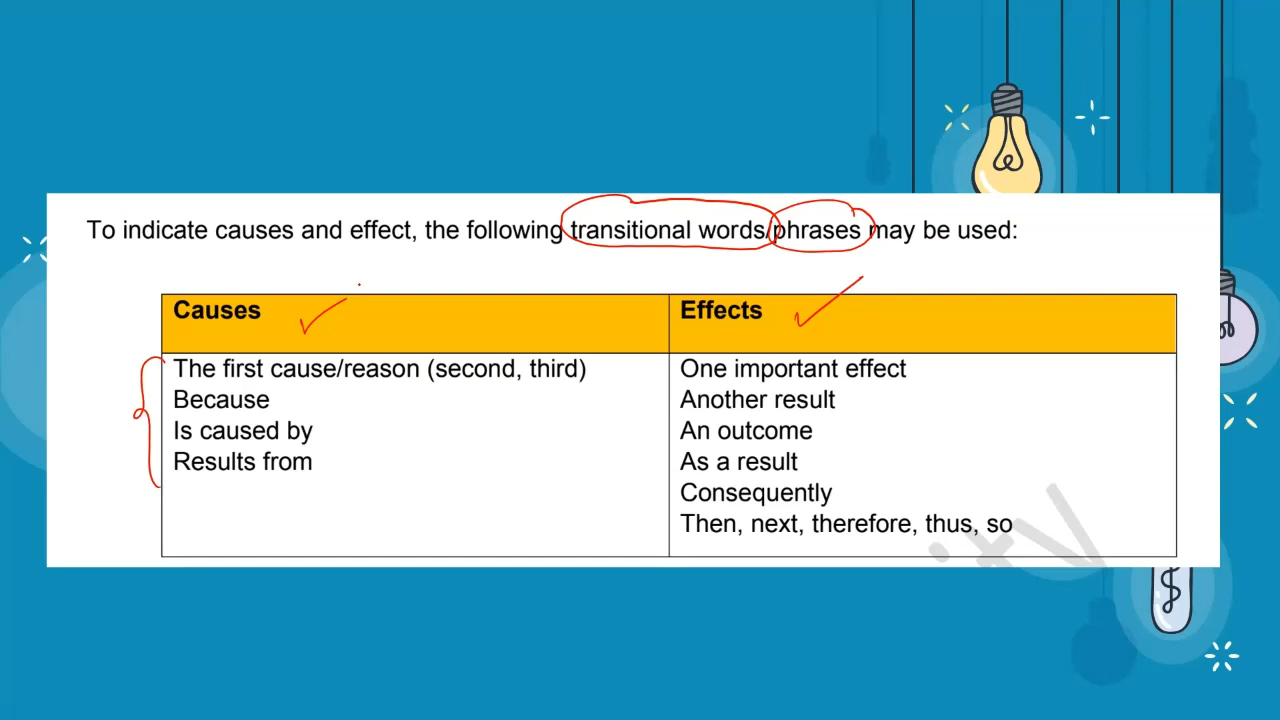 To indicate causes and effect, the following transitional words/phrases may be used:
Causes
Effects
The first cause/reason (second, third)
Because
Is caused by
Results from
One important effect
Another result
An outcome
As a result
Consequently
Then, next, therefore, thus, so